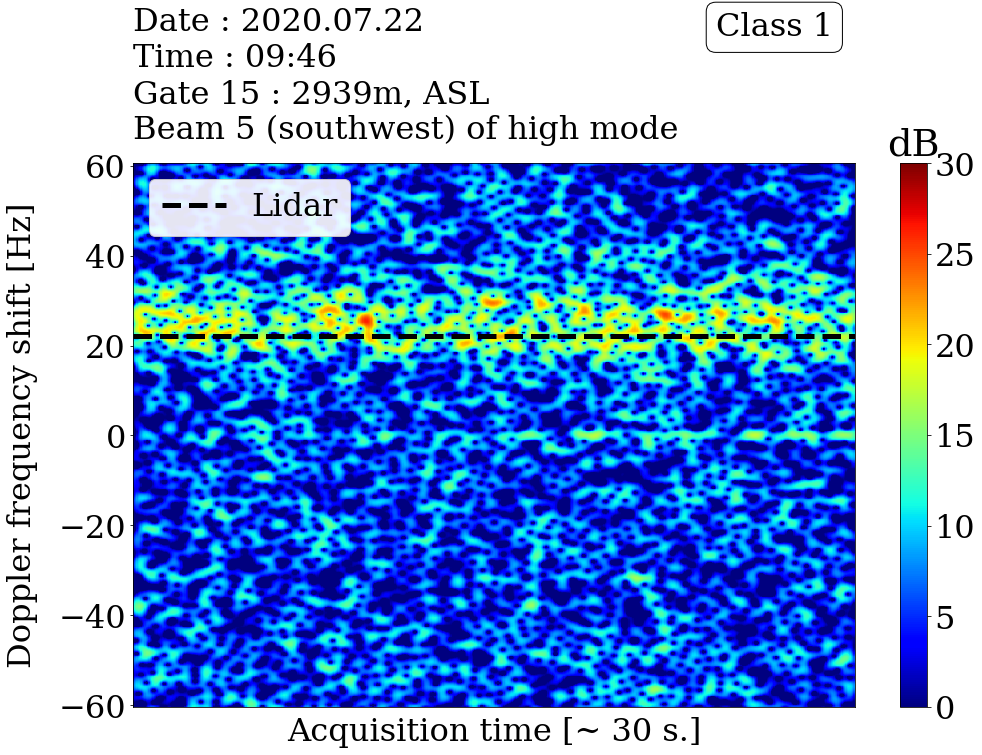 Date : 2020.07.22
Time : 09:46
Gate 15 : 2939m, ASL
Beam 5 (southwest) of high mode
Class 1
dB
Lidar
Doppler frequency shift [Hz]
60
40
20
0
−20
−40
−60
30
25
20
15
10
5
0
Acquisition time [~ 30 s.]